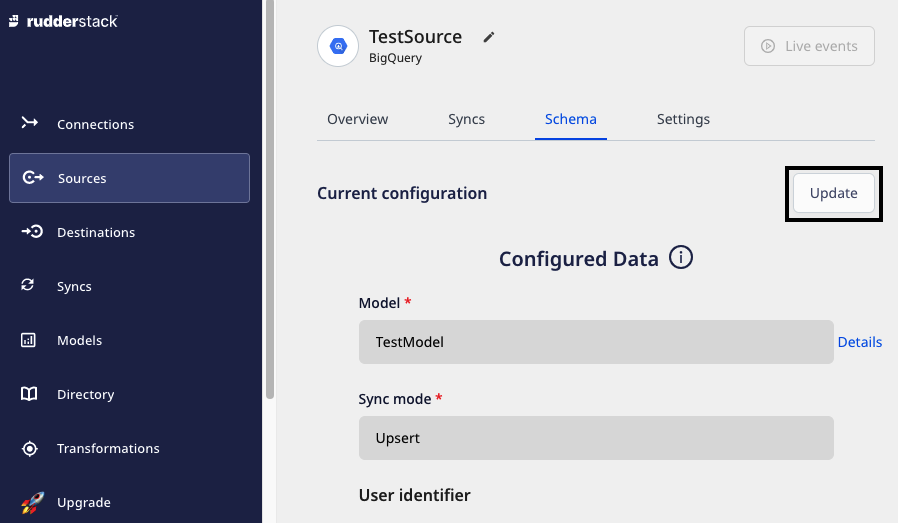 rudderstack
Connections
Sources
Destinations
Syncs
Models
Directory
Transformations
Upgrade
TestSource
BigQuery
Live events
Overview Syncs Schema Settings
Current configuration
Update
Configured Data
Model *
TestModel
Details
Sync mode *
Upsert
User identifier